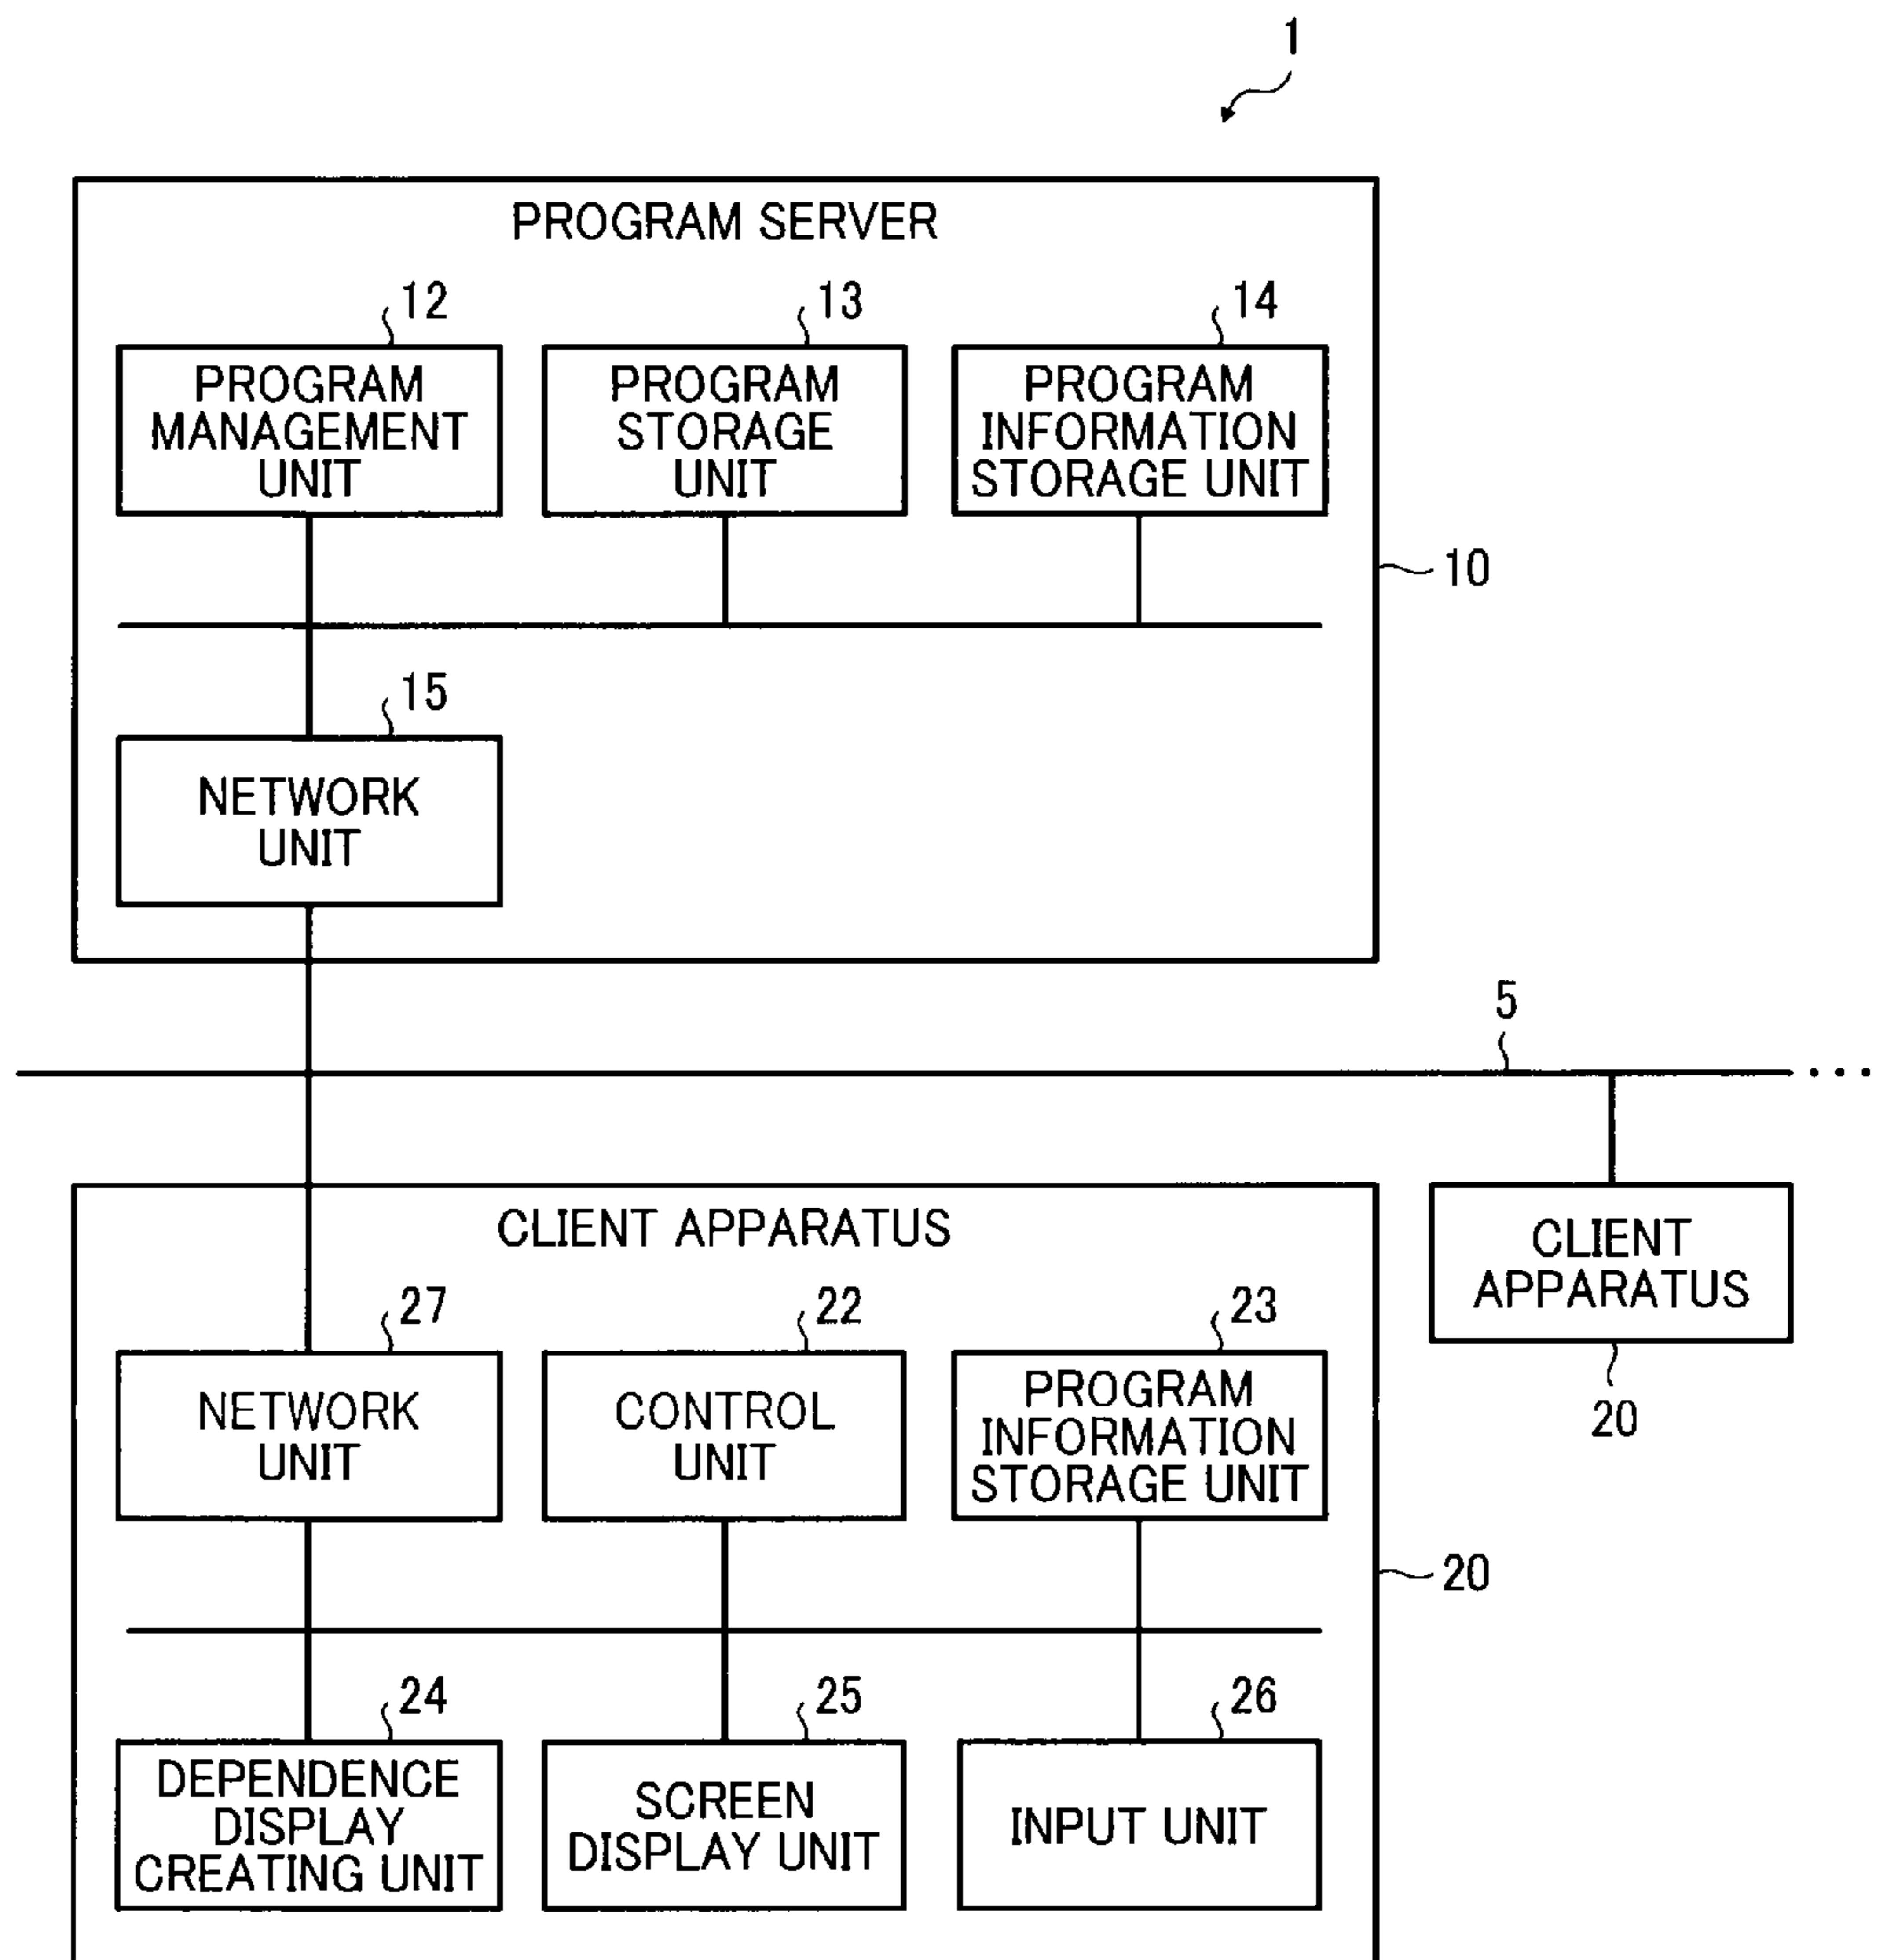 1
PROGRAM SERVER
12
13
14
PROGRAM
MANAGEMENT
UNIT
PROGRAM
STORAGE
UNIT
PROGRAM
INFORMATION
STORAGE UNIT
10
15
NETWORK
UNIT
5
...
CLIENT APPARATUS
CLIENT
APPARATUS
20
27
22
23
NETWORK
UNIT
CONTROL
UNIT
PROGRAM
INFORMATION
STORAGE UNIT
20
24
25
26
DEPENDENCE
DISPLAY
CREATING UNIT
SCREEN
DISPLAY UNIT
INPUT UNIT